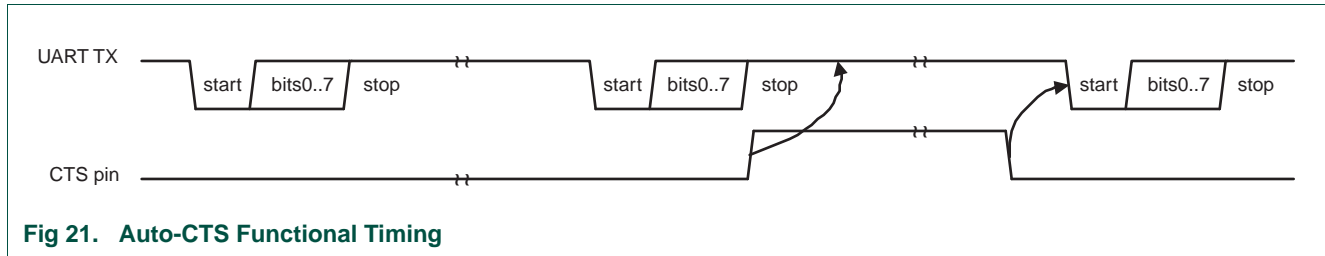 UART TX
start bits0..7 stop start bits0..7 stop start bits0..7 stop
CTS pin
Fig 21. Auto-CTS Functional Timing